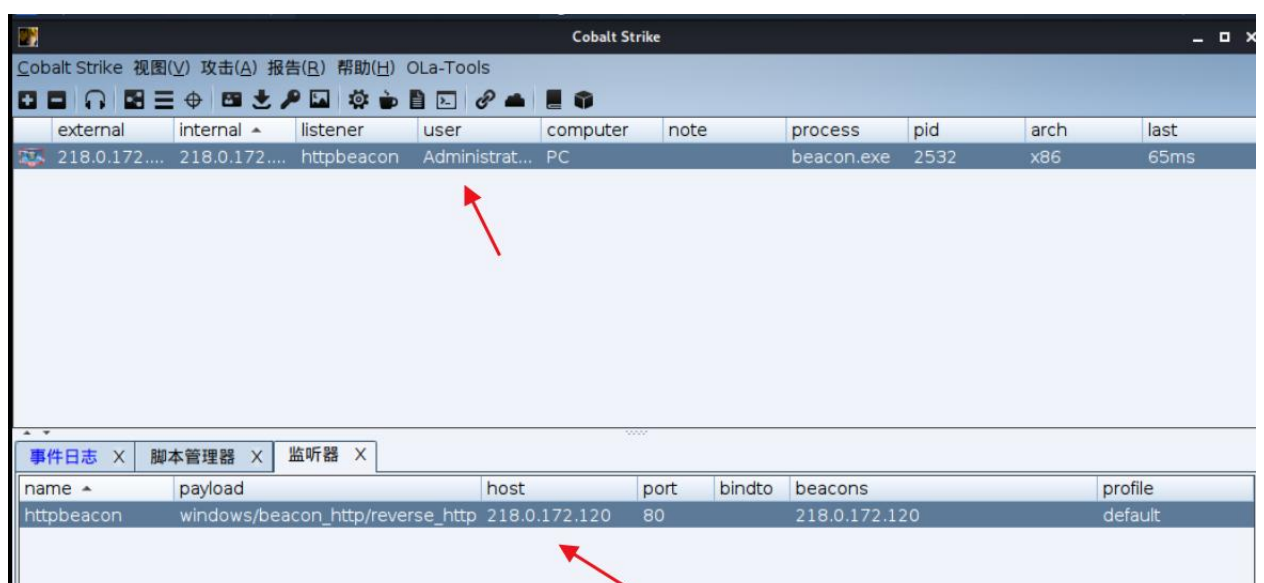 Cobalt Strike
Cobalt Strike 视图(V) 攻击(A) 报告(R) 帮助(H) OLa-Tools
external internal listener user computer note process pid arch last
218.0.172.... 218.0.172.... httpbeacon Administrat... PC beacon.exe 2532 x86 65ms
事件日志 X 脚本管理器 X 监听器 X
name payload host port bindto beacons profile
httpbeacon windows/beacon_http/reverse_http 218.0.172.120 80 218.0.172.120 default